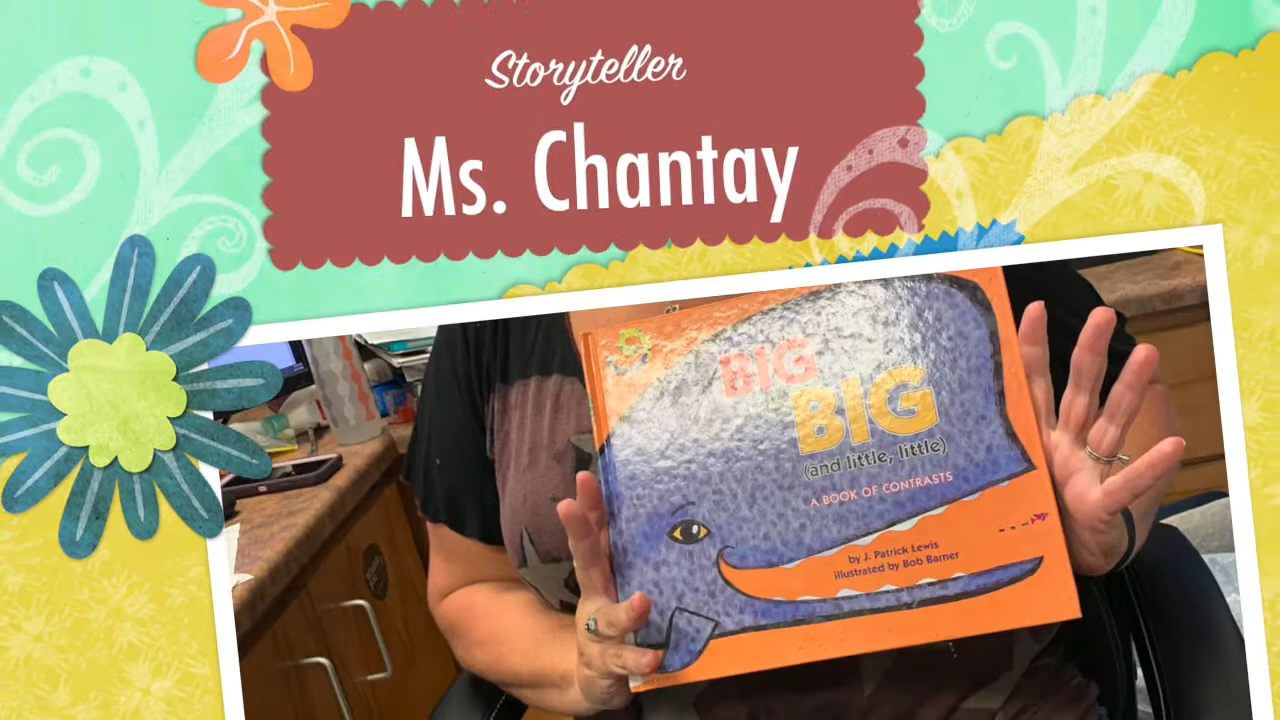 Storyteller
Ms. Chantay
BIG
BIG
(and little, little)
A BOOK OF CONTRASTS
by J. Patrick Lewis
illustrated by Bob Barner